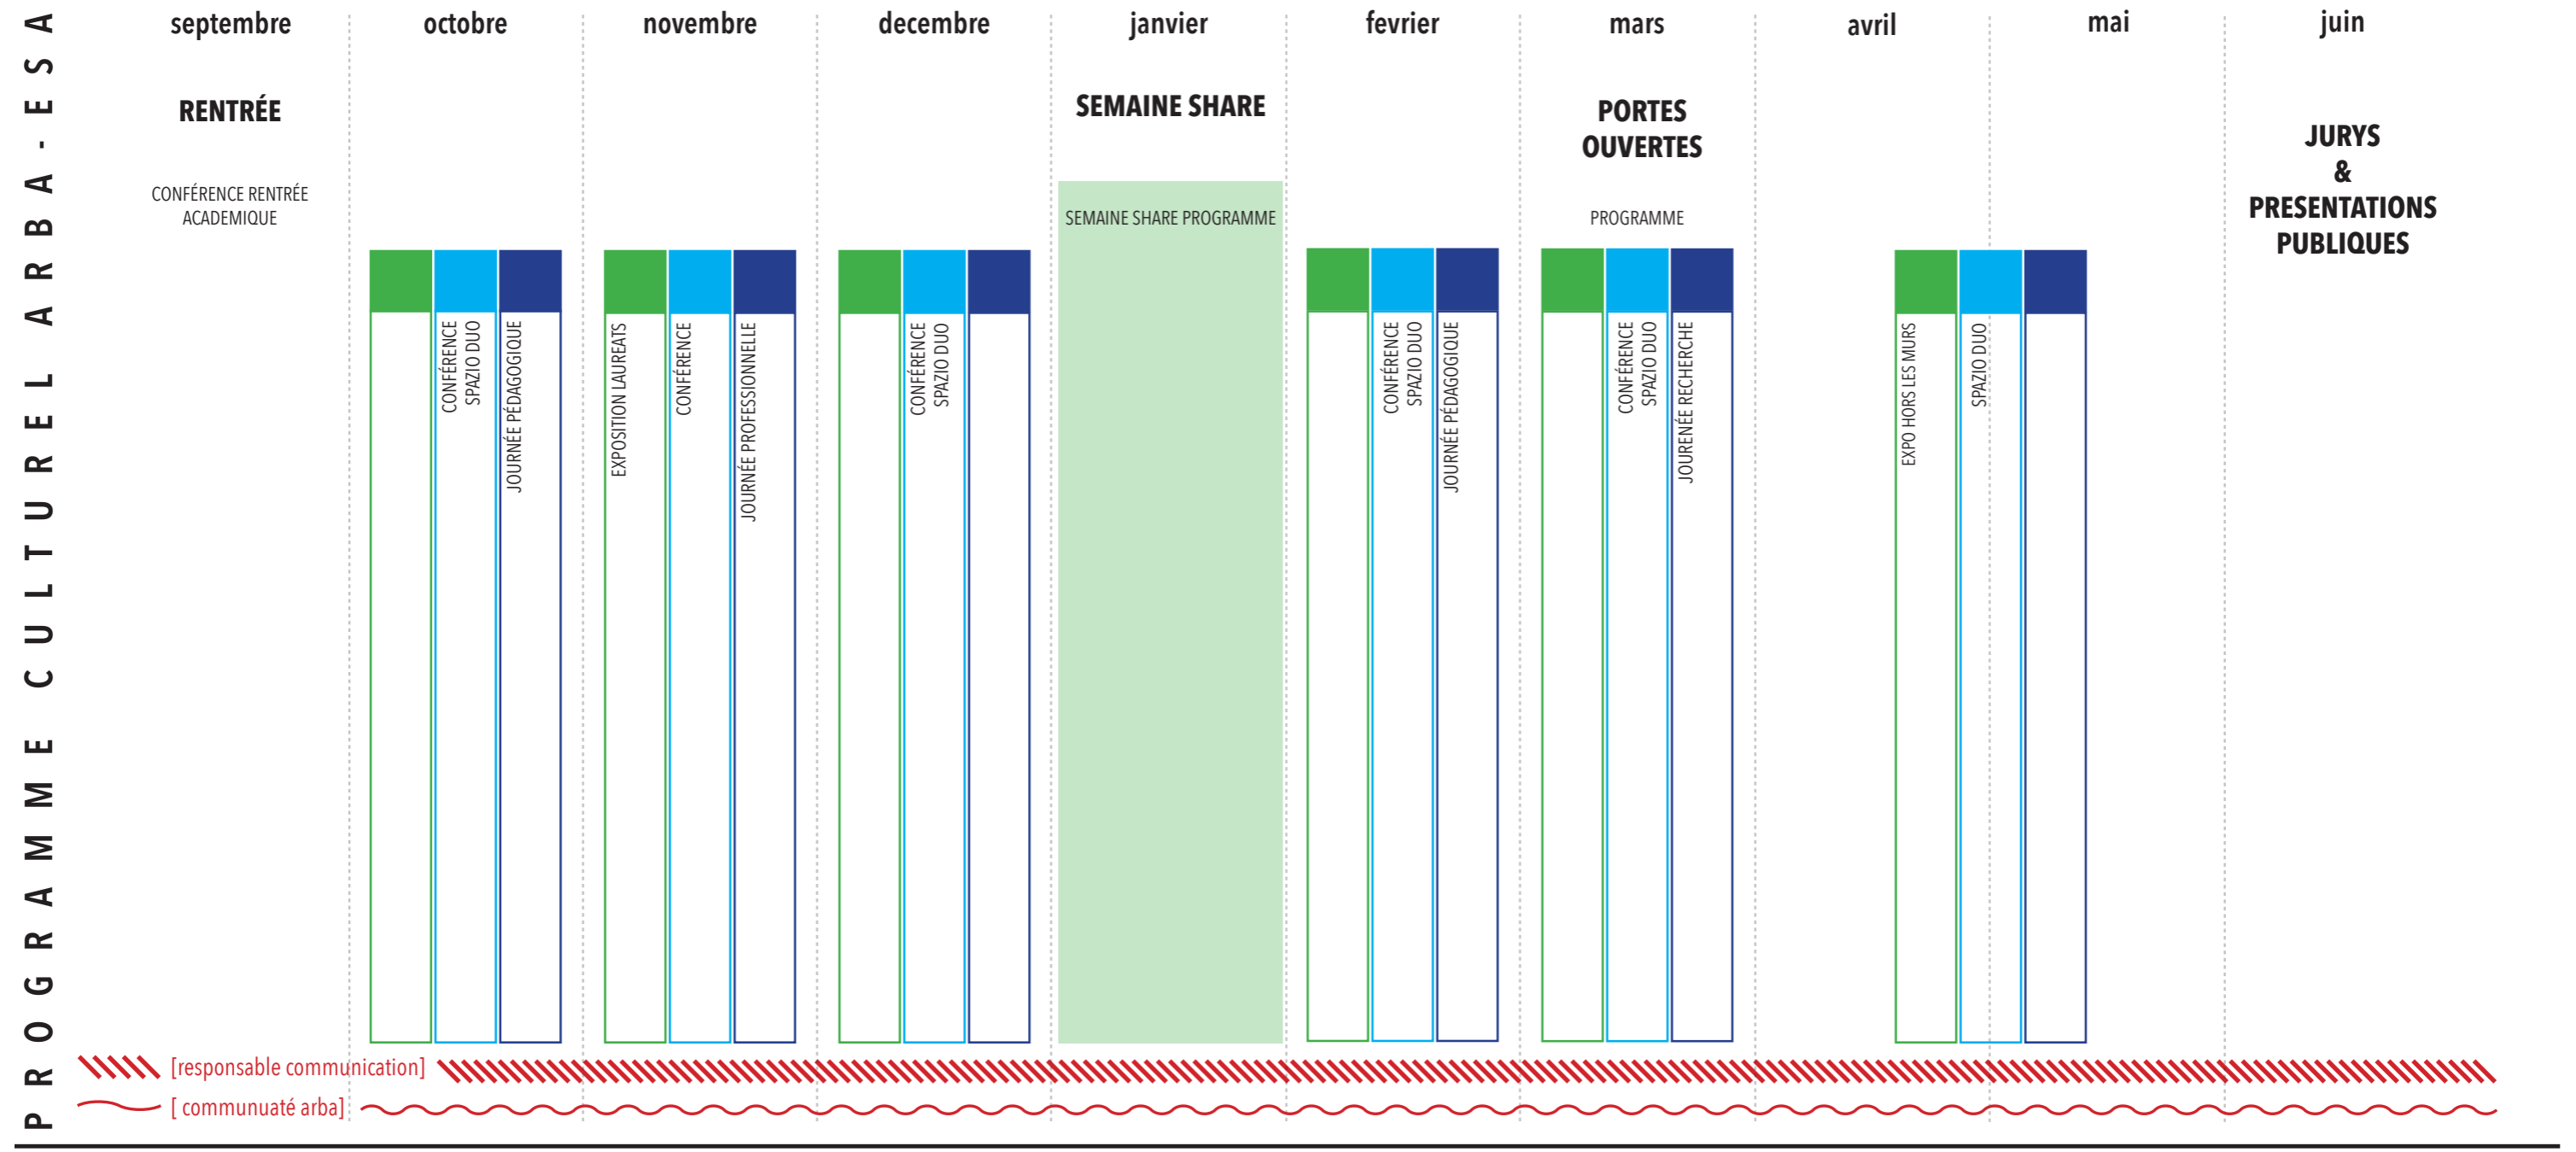 PROGRAMME CULTUREL ARBA-ESA
septembre
octobre
novembre
decembre
janvier
fevrier
mars
avril
mai
juin
RENTRÉE
CONFÉRENCE RENTRÉE
ACADEMIQUE
SEMAINE SHARE
SEMAINE SHARE PROGRAMME
PORTES
OUVERTES
PROGRAMME
JURYS
&
PRESENTATIONS
PUBLIQUES
CONFÉRENCE
SPAZIO DUO
JOURNÉE PÉDAGOGIQUE
EXPOSITION LAUREATS
CONFÉRENCE
JOURNÉE PROFESSIONNELLE
CONFÉRENCE
SPAZIO DUO
CONFÉRENCE
SPAZIO DUO
JOURNÉE PÉDAGOGIQUE
CONFÉRENCE
SPAZIO DUO
JOURENÉE RECHERCHE
EXPO HORS LES MURS
SPAZIO DUO
[responsable communication]
[ communuaté arba]